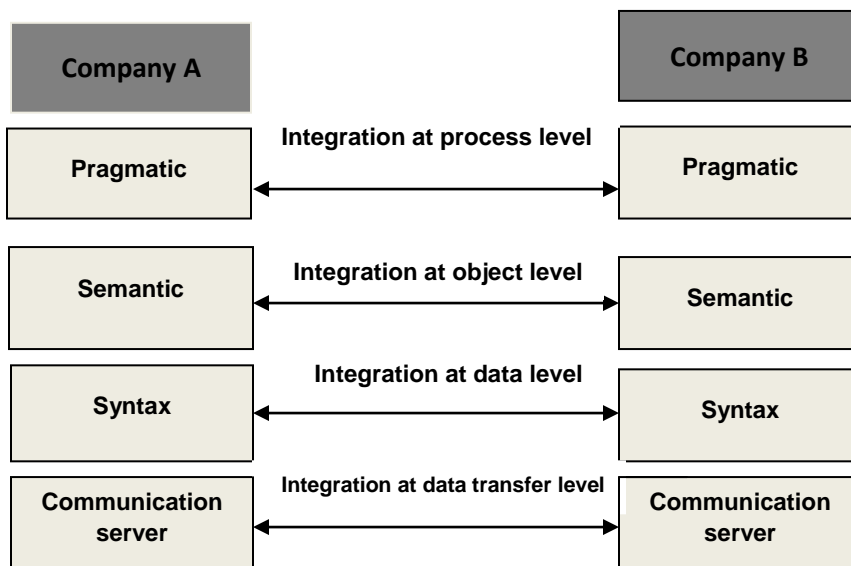 Company A
Company B
Integration at process level
Pragmatic
Pragmatic
Integration at object level
Semantic
Semantic
Integration at data level
Syntax
Syntax
Integration at data transfer level
Communication
server
Communication
server